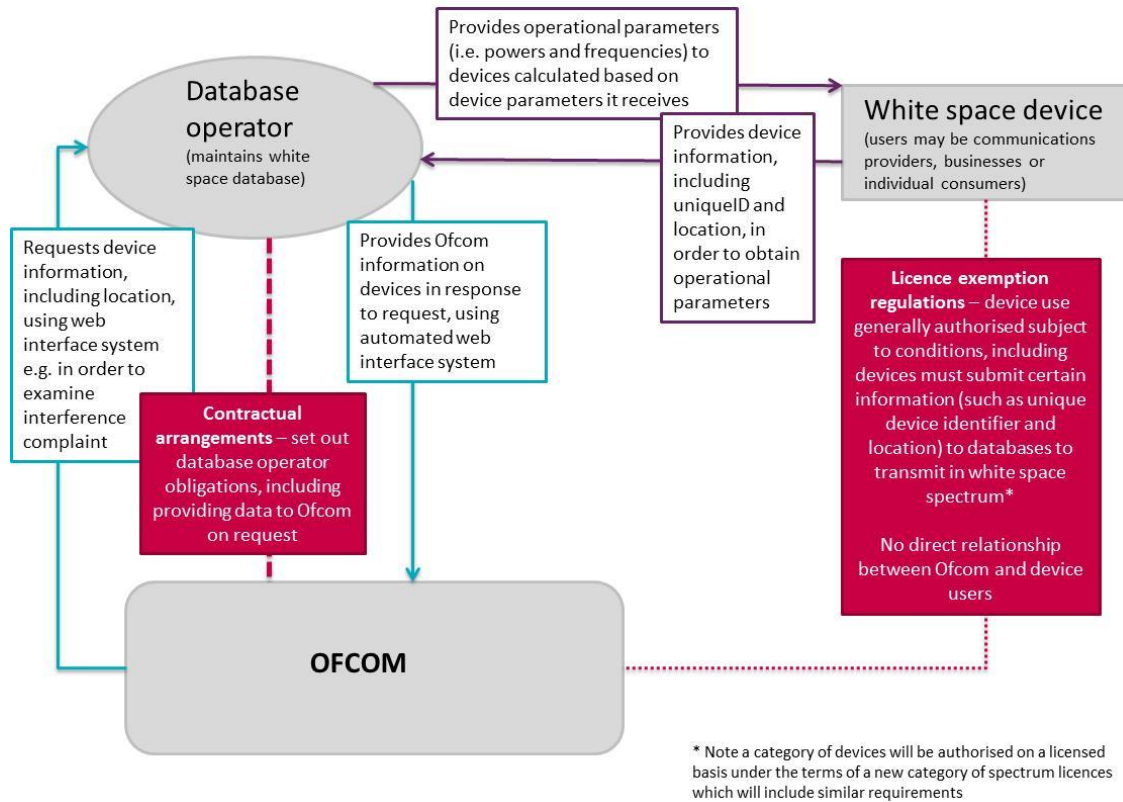 Provides operational parameters
(i.e. powers and frequencies) to
devices calculated based on
device parameters it receives
Database
operator
(maintains white
space database)
White space device
(users may be communications
providers, businesses or
individual consumers)
Provides device
information,
including
uniqueID and
location, in
order to obtain
operational
parameters
Requests device
information,
including location,
using web
interface system
e.g. in order to
examine
interference
complaint
Provides Ofcom
information on
devices in response
to request, using
automated web
interface system
Contractual
arrangements – set out
database operator
obligations, including
providing data to Ofcom
on request
Licence exemption
regulations – device use
generally authorised subject
to conditions, including
devices must submit certain
information (such as unique
device identifier and
location) to databases to
transmit in white space
spectrum*
No direct relationship
between Ofcom and device
users
OFCOM
* Note a category of devices will be authorised on a licensed
basis under the terms of a new category of spectrum licences
which will include similar requirements